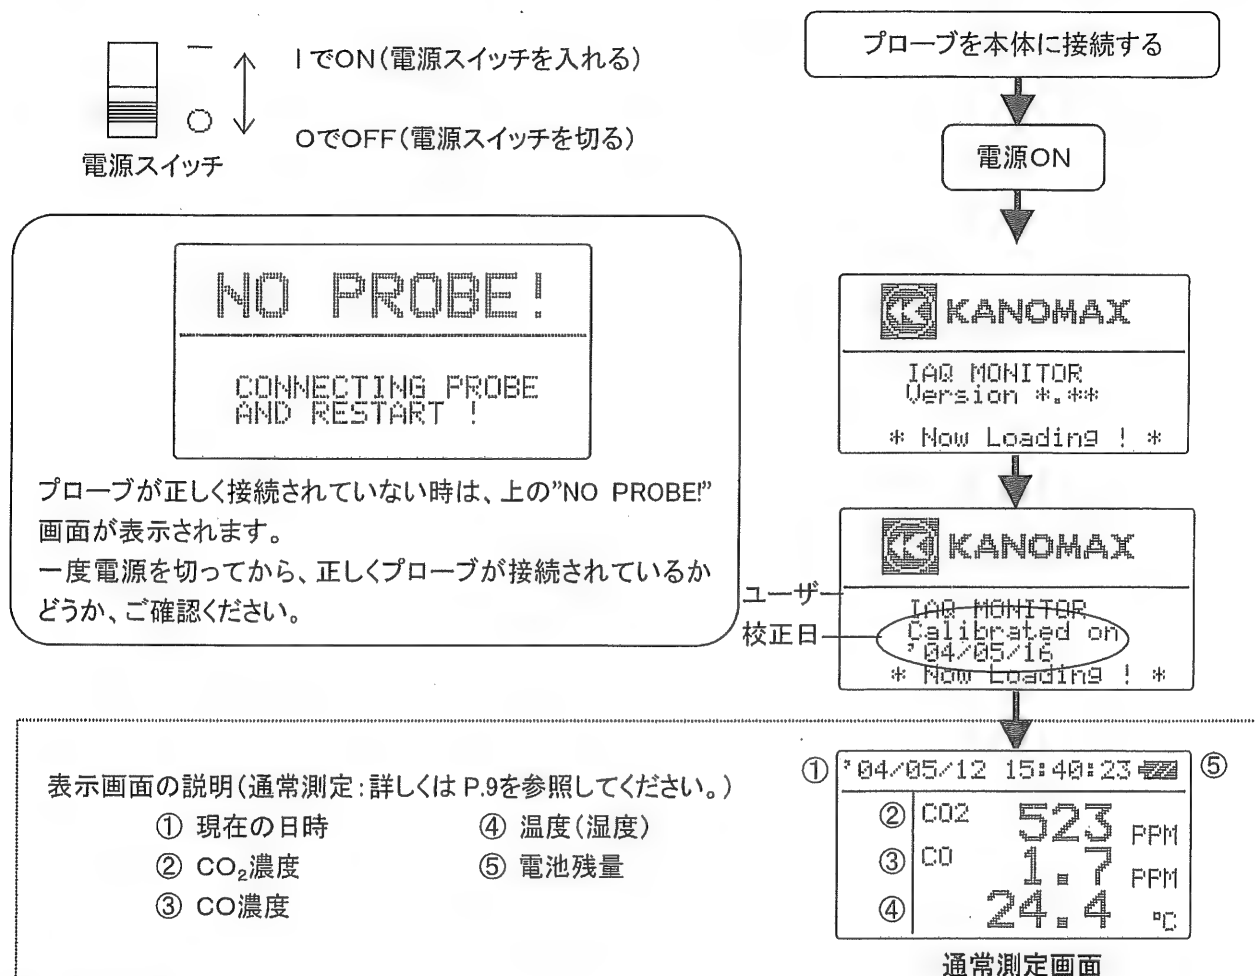 IでON(電源スイッチを入れる)
OでOFF(電源スイッチを切る)
電源スイッチ
NO PROBE!
CONNECTING PROBE
AND RESTART !
プローブが正しく接続されていない時は、上の”NO PROBE!”
画面が表示されます。
一度電源を切ってから、正しくプローブが接続されているか
どうか、ご確認ください。
プローブを本体に接続する
電源ON
KANOMAX
IAQ MONITOR
Version *.**
* Now Loading ! *
KANOMAX
ユーザ
校正日
IAQ MONITOR
Calibrated on
'04/05/16
* Now Loading ! *
表示画面の説明(通常測定:詳しくは P.9を参照してください。)
① 現在の日時
② CO₂濃度
③ CO濃度
④ 温度(湿度)
⑤ 電池残量
① '04/05/12 15:40:23 ⑤
② CO2 523 PPM
③ CO 1.7 PPM
④ 24.4 °C
通常測定画面